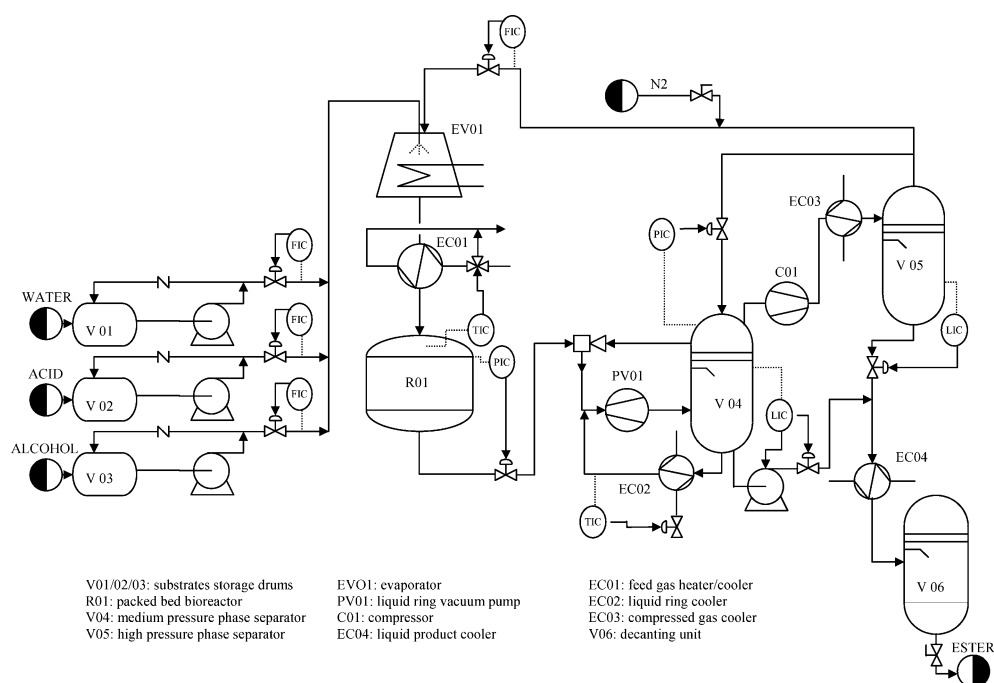 FIC
N2
EV01
EC03
PIC
EC01
FIC
V 05
C01
WATER
V 01
TIC
LIC
FIC
PIC
ACID
R01
PV01
V 02
V 04
FIC
LIC
ALCOHOL
EC04
V 03
EC02
TIC
V 06
V01/02/03: substrates storage drums
R01: packed bed bioreactor
V04: medium pressure phase separator
V05: high pressure phase separator
EVO1: evaporator
PV01: liquid ring vacuum pump
C01: compressor
EC04: liquid product cooler
EC01: feed gas heater/cooler
EC02: liquid ring cooler
EC03: compressed gas cooler
V06: decanting unit
ESTER